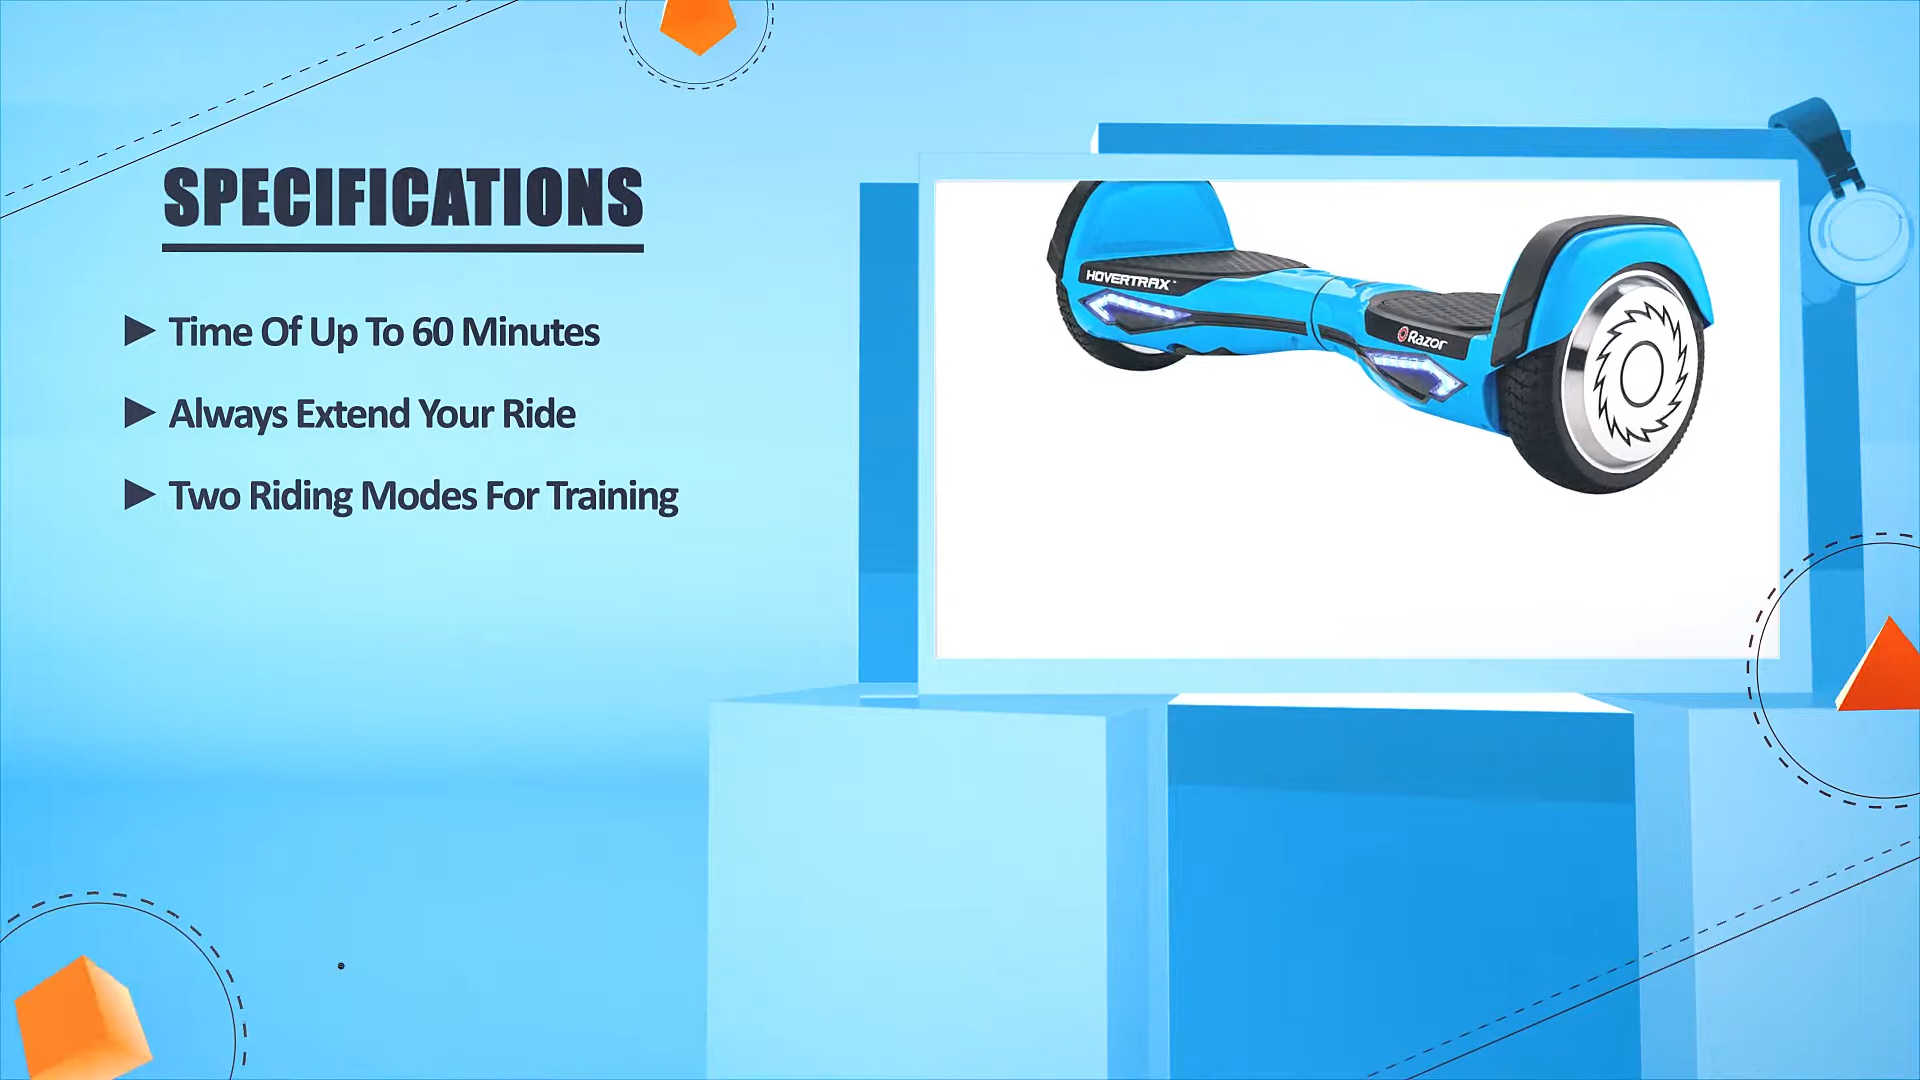 SPECIFICATIONS
Time Of Up To 60 Minutes
Always Extend Your Ride
Two Riding Modes For Training
HOVERTRAX
Razor